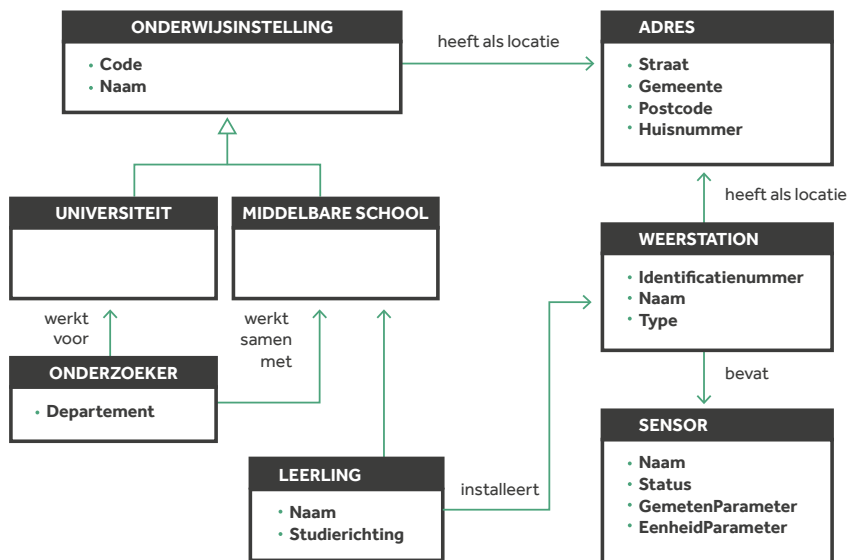 ONDERWIJSINSTELLING
• Code
• Naam
heeft als locatie
ADRES
• Straat
• Gemeente
• Postcode
• Huisnummer
UNIVERSITEIT
MIDDELBARE SCHOOL
heeft als locatie
WEERSTATION
• Identificatienummer
• Naam
• Type
werkt
voor
werkt
samen
met
ONDERZOEKER
• Departement
bevat
SENSOR
• Naam
• Status
• GemetenParameter
• EenheidParameter
LEERLING
• Naam
• Studierichting
installeert